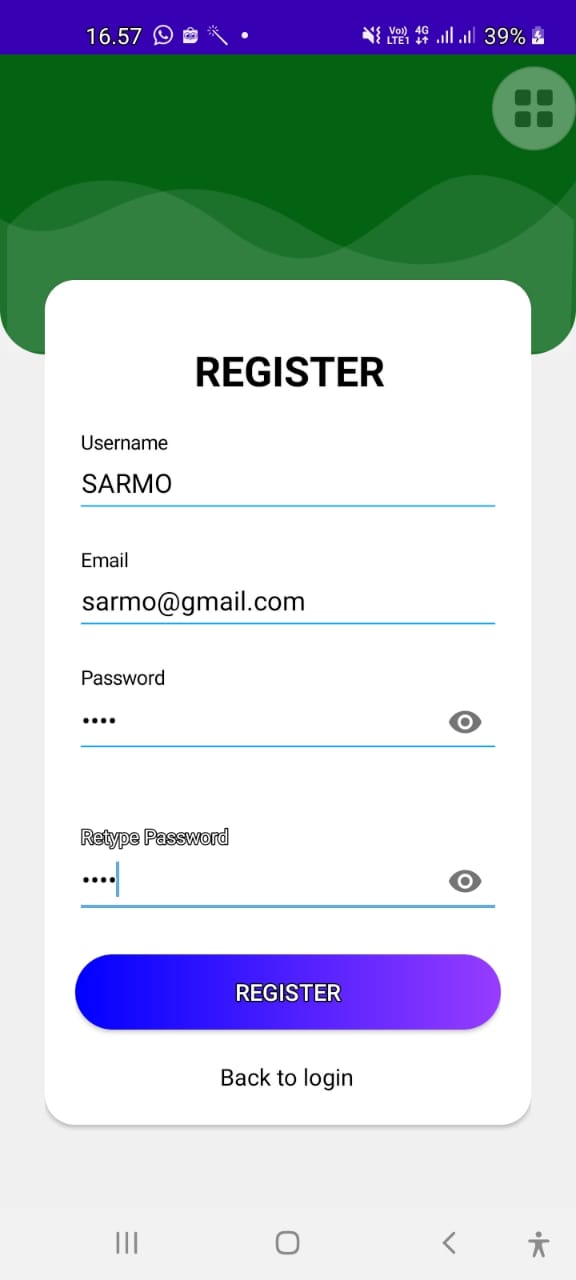 16.57
Vo)) 4G
LTE1
39%
REGISTER
Username
SARMO
Email
sarmo@gmail.com
Password
••••
Retype Password
••••
REGISTER
Back to login